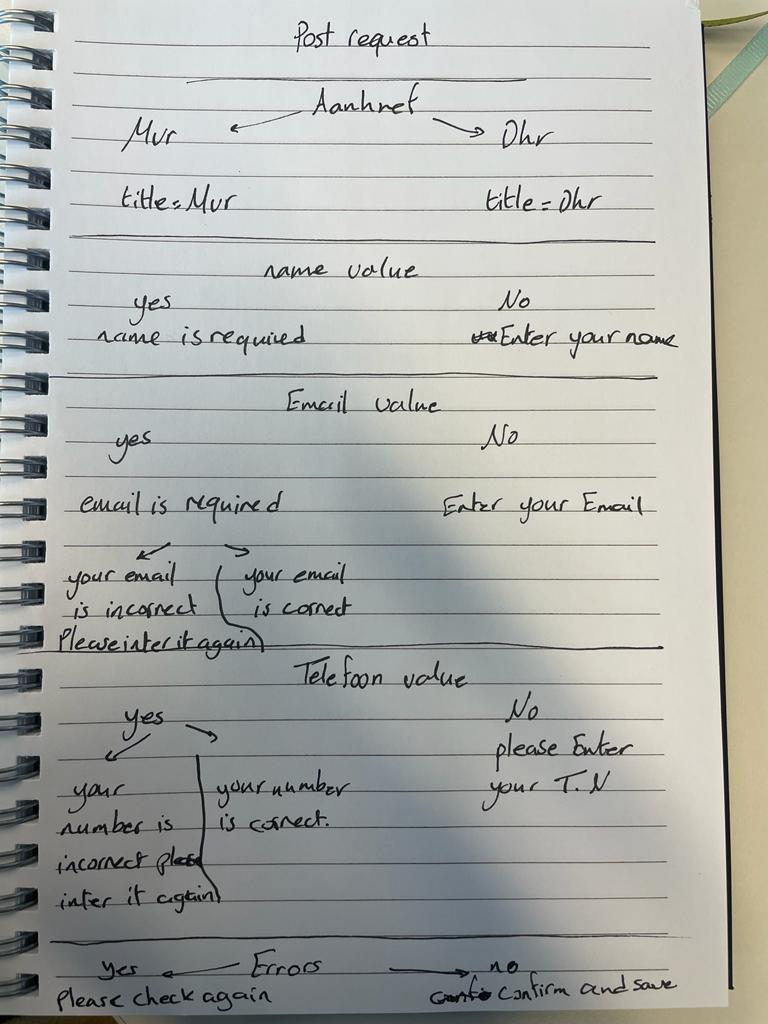 Post request
Aanhnef
Mvr Dhr
title=Mvr title=Dhr
name value
yes No
name is required Enter your name
Email value
yes No
email is required Enter your Email
your email your email
is incorrect is correct
Please inter it again
Telefoon value
yes No
please Enter
your your number your T.N
number is is correct.
incorrect
inter it again
yes Errors no
Please check again Confirm and save